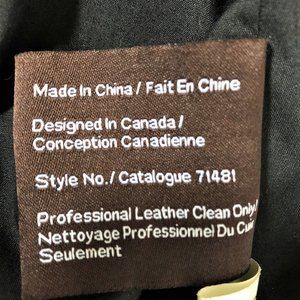 Made In China / Fait En Chine
Designed In Canada /
Conception Canadienne
Style No./ Catalogue 71481
Professional Leather Clean Only/
Nettoyage Professionnel Du Cuir
Seulement